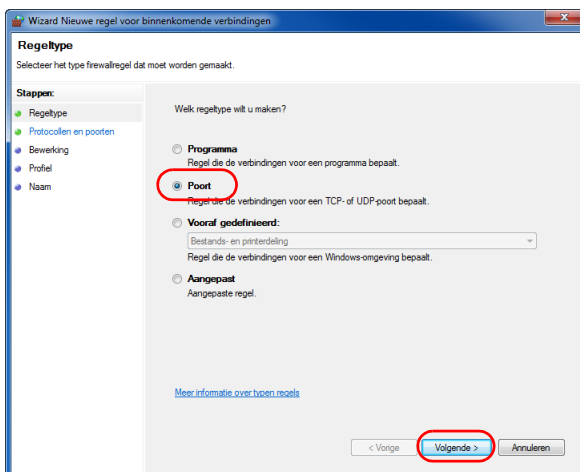 Wizard Nieuwe regel voor binnenkomende verbindingen
Regeltype
Selecteer het type firewallregel dat moet worden gemaakt.
Stappen:
Regeltype
Protocollen en poorten
Bewerking
Profiel
Naam
Welk regeltype wilt u maken?
Programma
Regel die de verbindingen voor een programma bepaalt.
Poort
Regel die de verbindingen voor een TCP- of UDP-poort bepaalt.
Vooraf gedefinieerd:
Bestands- en printerdeling
Regel die de verbindingen voor een Windows-omgeving bepaalt.
Aangepast
Aangepaste regel.
Meer informatie over typen regels
< Vorige
Volgende >
Annuleren